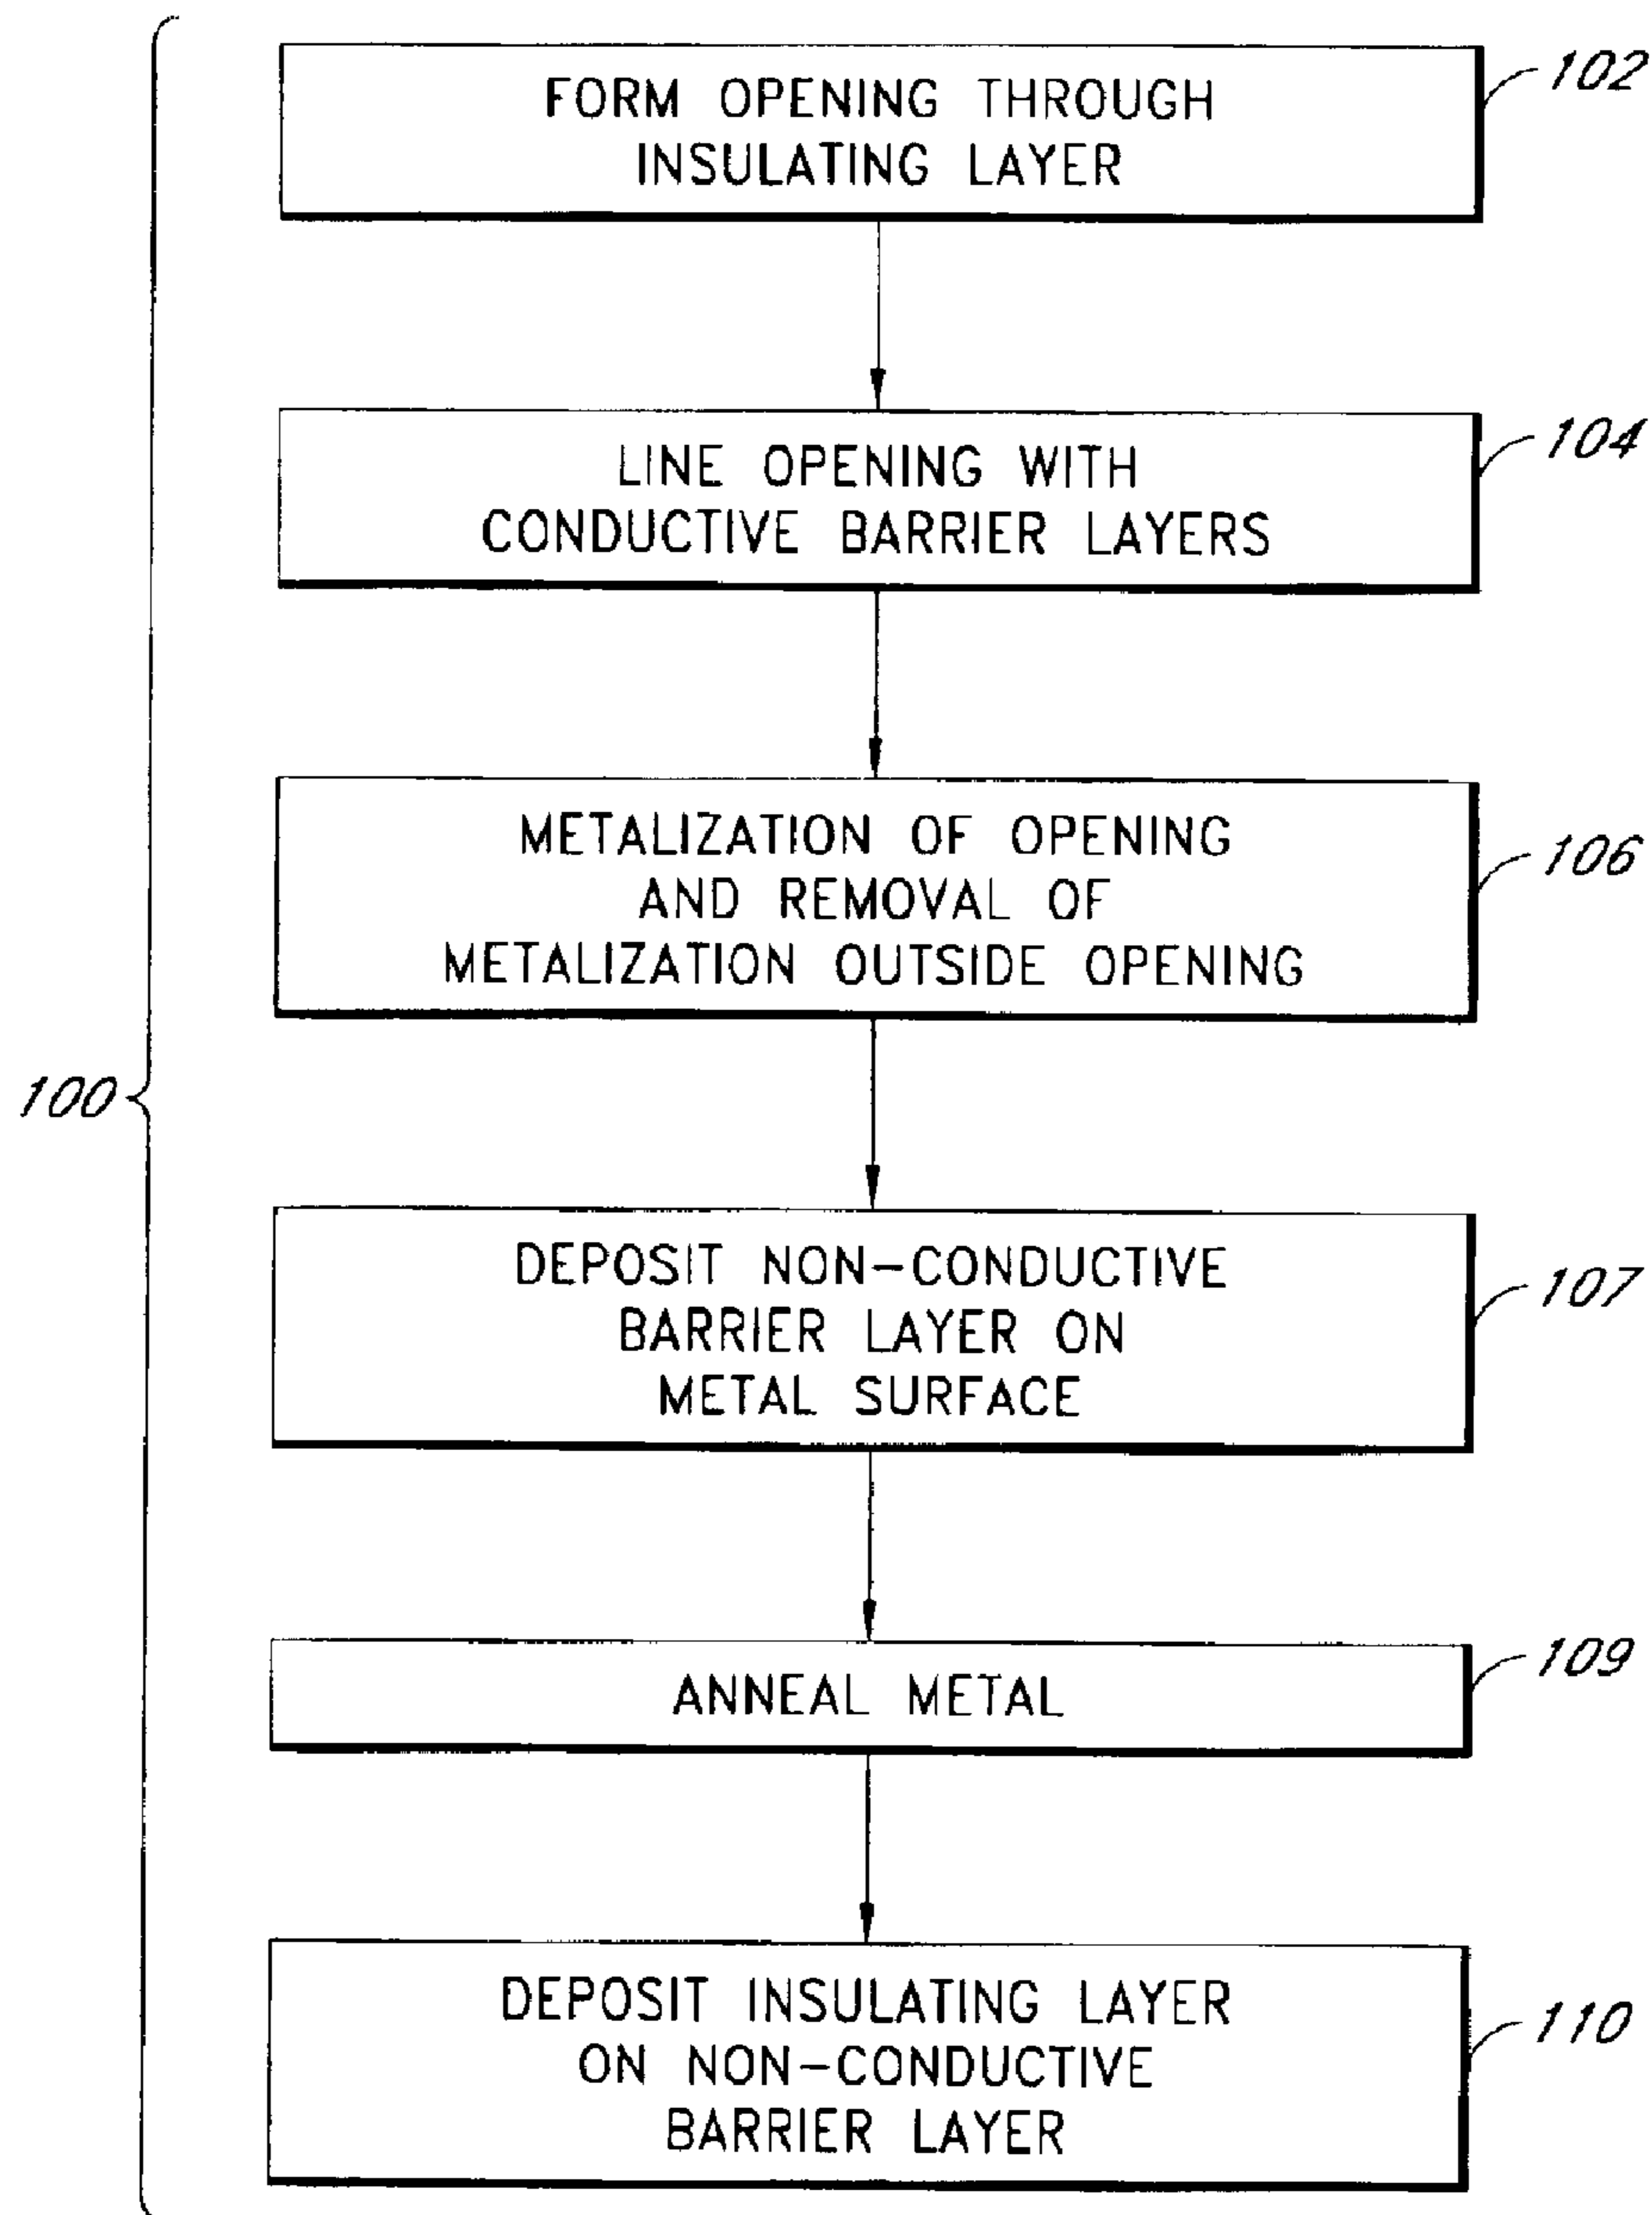 102
FORM OPENING THROUGH
INSULATING LAYER
104
LINE OPENING WITH
CONDUCTIVE BARRIER LAYERS
106
METALIZATION OF OPENING
AND REMOVAL OF
METALIZATION OUTSIDE OPENING
100
107
DEPOSIT NON-CONDUCTIVE
BARRIER LAYER ON
METAL SURFACE
109
ANNEAL METAL
110
DEPOSIT INSULATING LAYER
ON NON-CONDUCTIVE
BARRIER LAYER